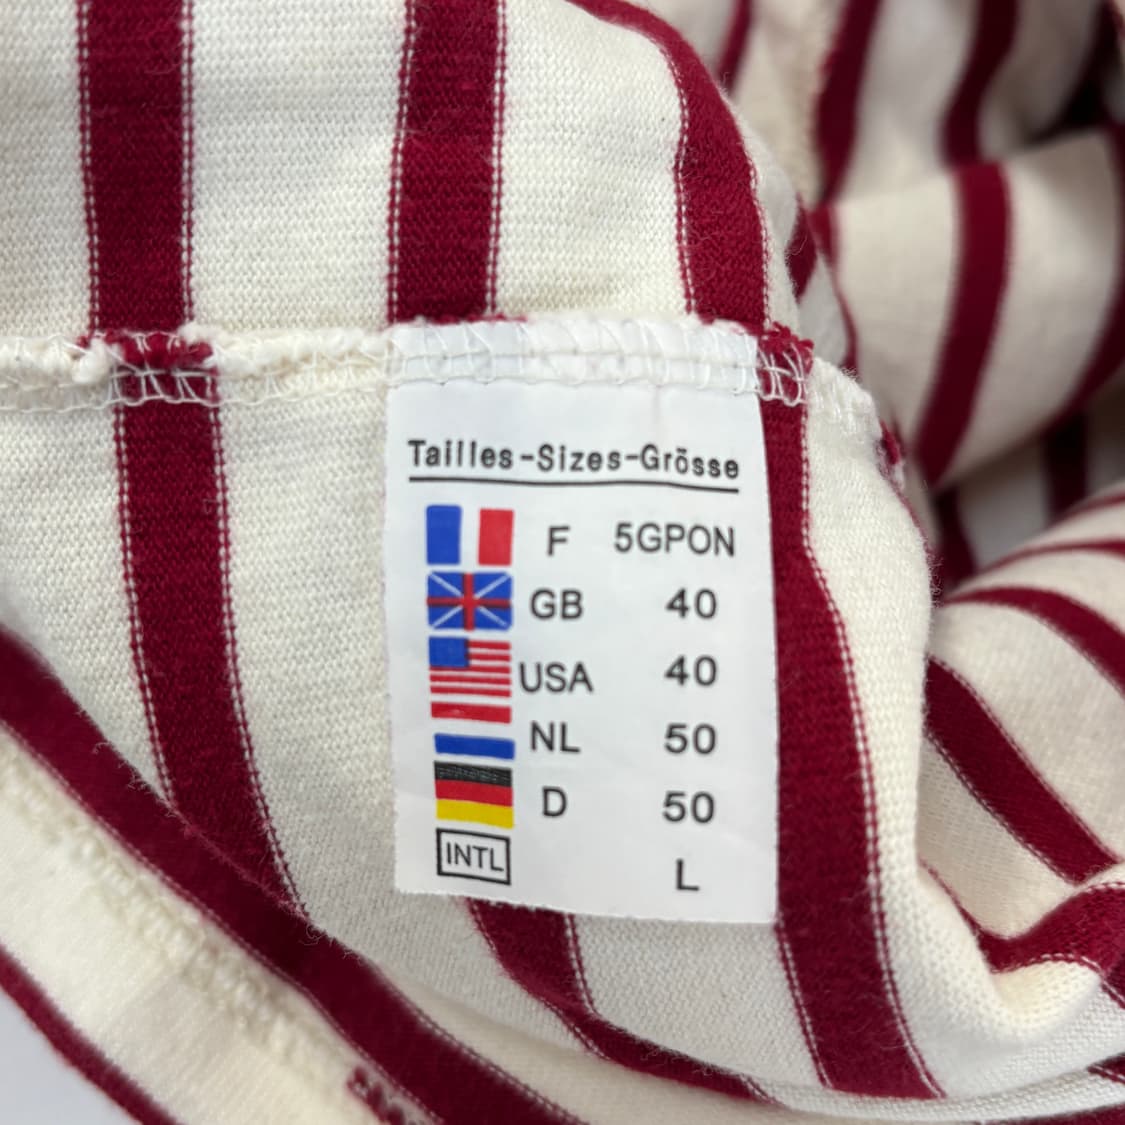 Tailles-Sizes-Grösse
F 5GPON
GB 40
USA 40
NL 50
D 50
INTL L